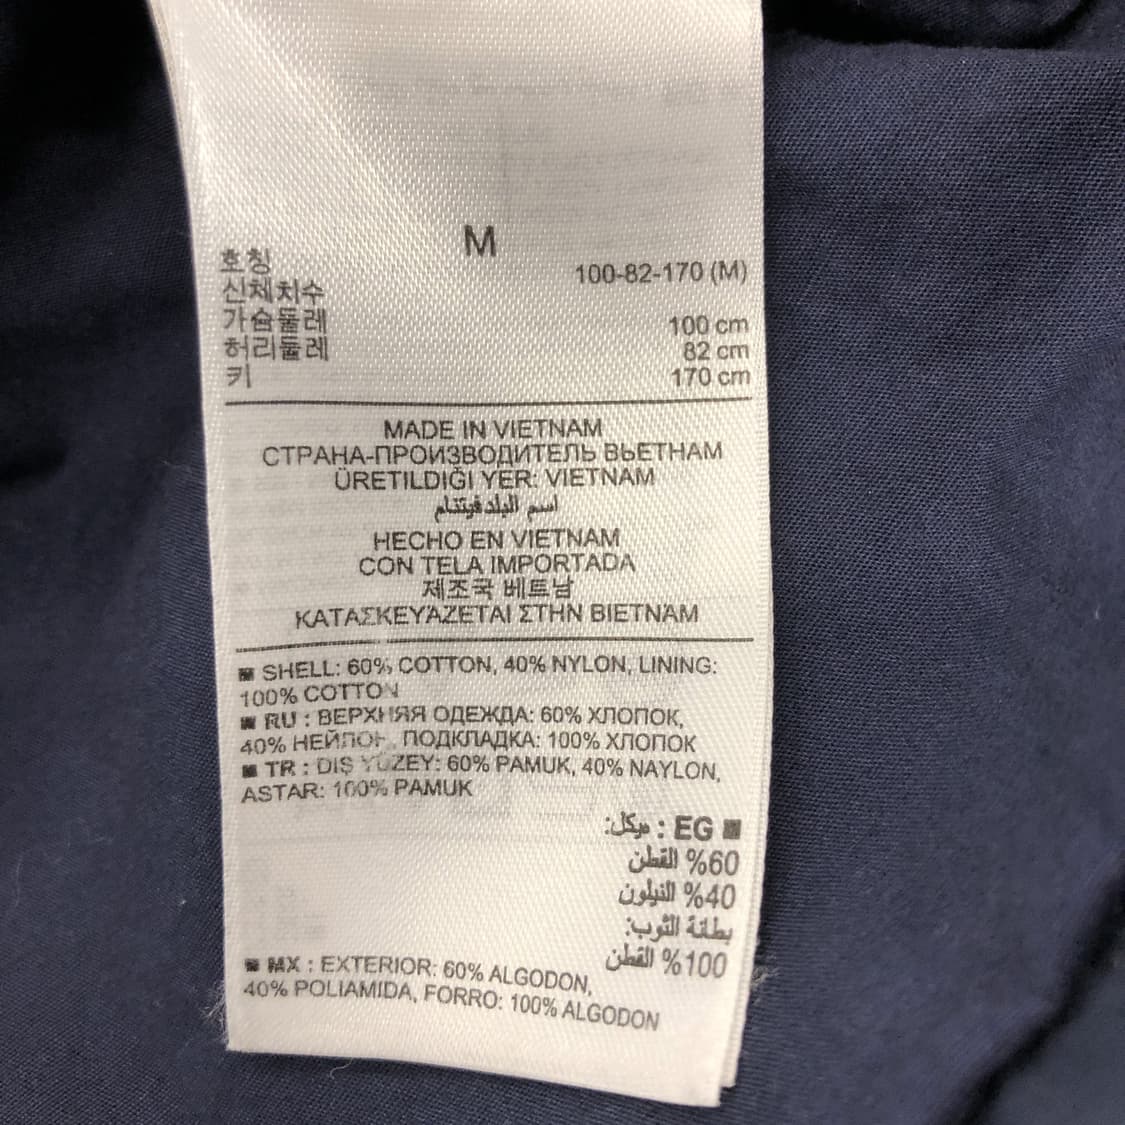 M
호칭 100-82-170 (M)
신체치수
가슴둘레 100 cm
허리둘레 82 cm
키 170 cm
MADE IN VIETNAM
СТРАНА-ПРОИЗВОДИТЕЛЬ ВЬЕТНАМ
ÜRETILDIĞI YER: VIETNAM
اسم البلد فيتنام
HECHO EN VIETNAM
CON TELA IMPORTADA
제조국 베트남
ΚΑΤΑΣΚΕΥΆΖΕΤΑΙ ΣΤΗΝ ΒΙΕΤΝΆΜ
■ SHELL: 60% COTTON, 40% NYLON, LINING:
100% COTTON
■ RU : ВЕРХНЯЯ ОДЕЖДА: 60% ХЛОПОК,
40% НЕЙЛОН, ПОДКЛАДКА: 100% ХЛОПОК
■ TR : DIŞ YÜZEY: 60% PAMUK, 40% NAYLON,
ASTAR: 100% PAMUK
■ EG : هيكل:
60% القطن
40% النيلون
بطانة الثوب:
100% القطن
■ MX : EXTERIOR: 60% ALGODON,
40% POLIAMIDA, FORRO: 100% ALGODON